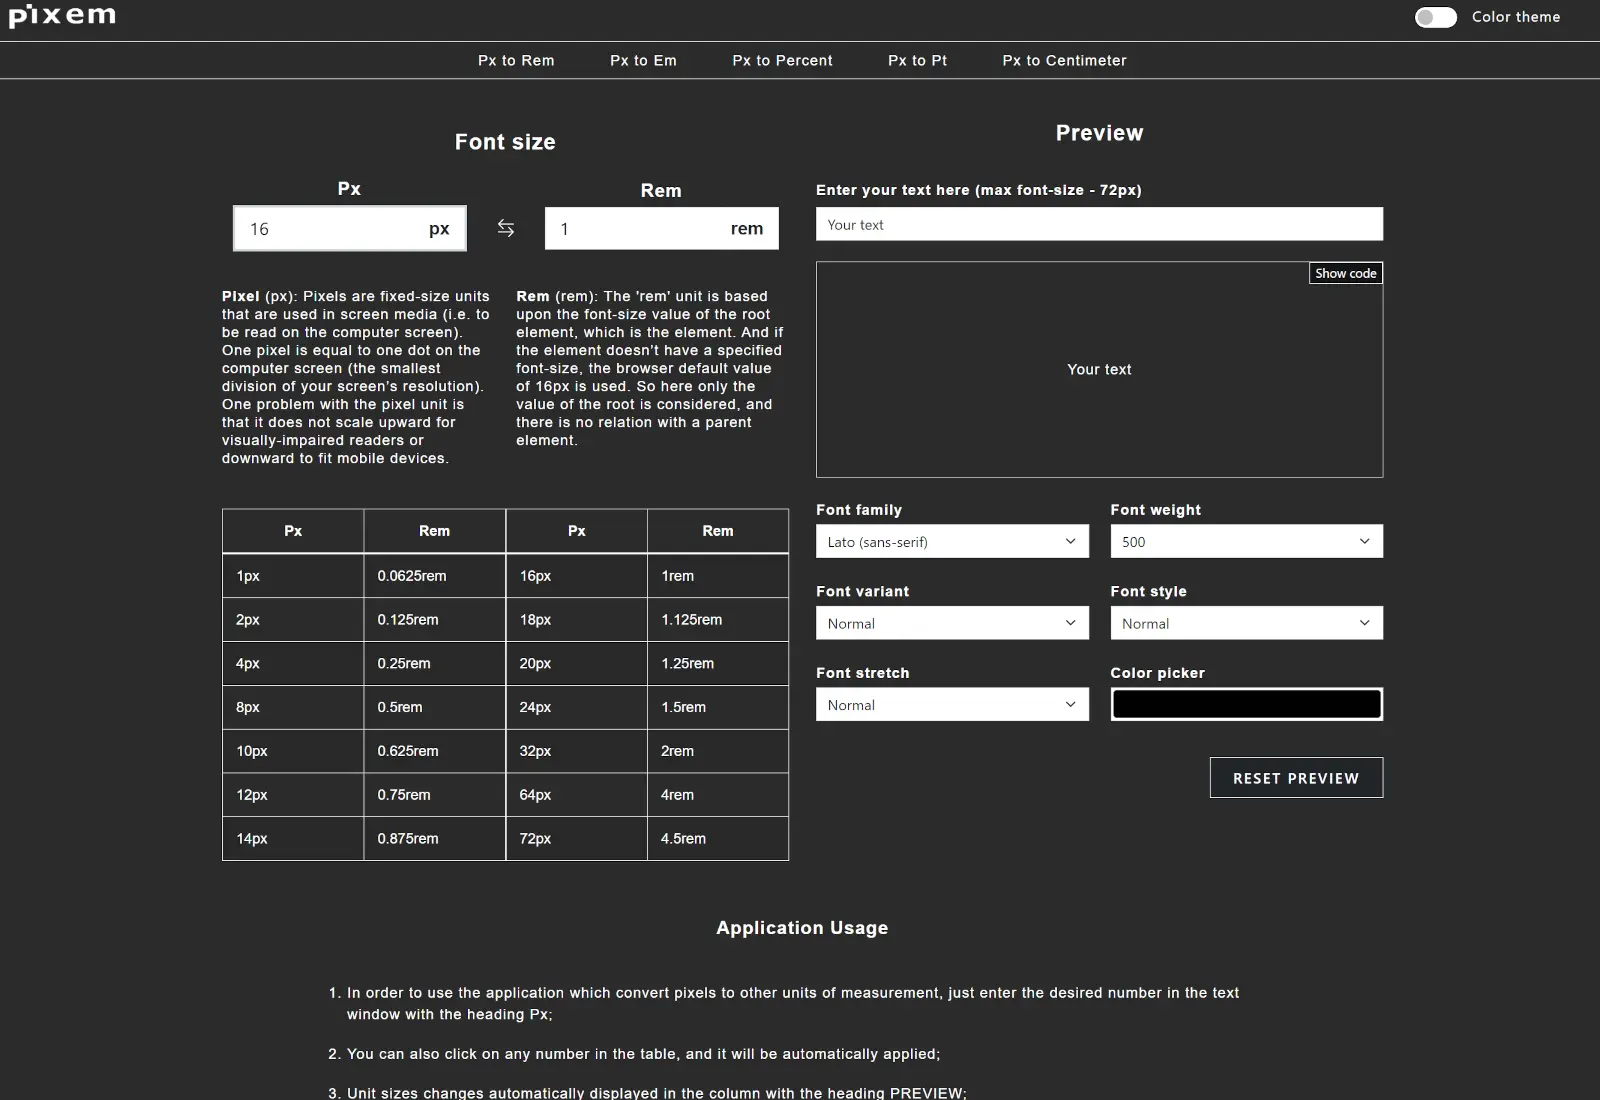 pixem
Color theme
Px to Rem
Px to Em
Px to Percent
Px to Pt
Px to Centimeter
Font size
Px
16 px
Rem
1 rem
Pixel (px): Pixels are fixed-size units
that are used in screen media (i.e. to
be read on the computer screen).
One pixel is equal to one dot on the
computer screen (the smallest
division of your screen's resolution).
One problem with the pixel unit is
that it does not scale upward for
visually-impaired readers or
downward to fit mobile devices.
Rem (rem): The 'rem' unit is based
upon the font-size value of the root
element, which is the element. And if
the element doesn't have a specified
font-size, the browser default value
of 16px is used. So here only the
value of the root is considered, and
there is no relation with a parent
element.
Px Rem Px Rem
1px 0.0625rem 16px 1rem
2px 0.125rem 18px 1.125rem
4px 0.25rem 20px 1.25rem
8px 0.5rem 24px 1.5rem
10px 0.625rem 32px 2rem
12px 0.75rem 64px 4rem
14px 0.875rem 72px 4.5rem
Preview
Enter your text here (max font-size - 72px)
Your text
Show code
Your text
Font family
Lato (sans-serif)
Font weight
500
Font variant
Normal
Font style
Normal
Font stretch
Normal
Color picker
RESET PREVIEW
Application Usage
1. In order to use the application which convert pixels to other units of measurement, just enter the desired number in the text
window with the heading Px;
2. You can also click on any number in the table, and it will be automatically applied;
3. Unit sizes changes automatically displayed in the column with the heading PREVIEW;